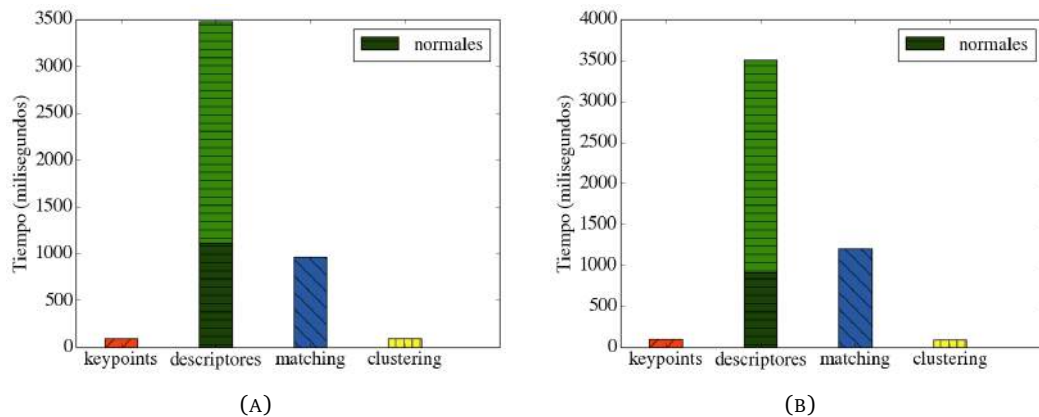 Tiempo (milisegundos)
3500
3000
2500
2000
1500
1000
500
0
normales
keypoints descriptores matching clustering
(A)
Tiempo (milisegundos)
4000
3500
3000
2500
2000
1500
1000
500
0
normales
keypoints descriptores matching clustering
(B)